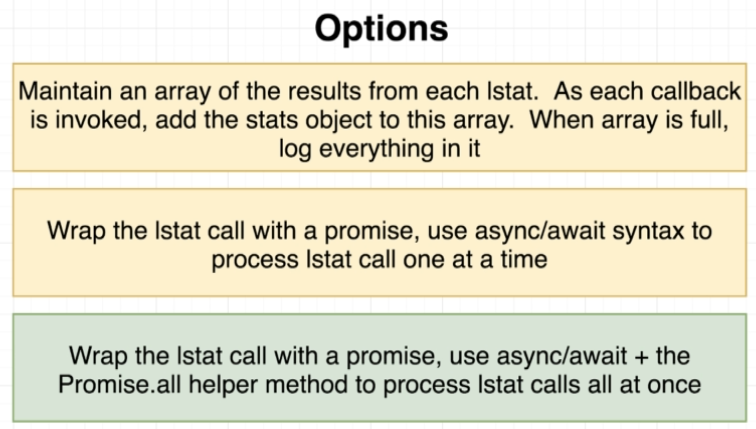 Options
Maintain an array of the results from each lstat.  As each callback
is invoked, add the stats object to this array.  When array is full,
log everything in it
Wrap the lstat call with a promise, use async/await syntax to
process lstat call one at a time
Wrap the lstat call with a promise, use async/await + the
Promise.all helper method to process lstat calls all at once